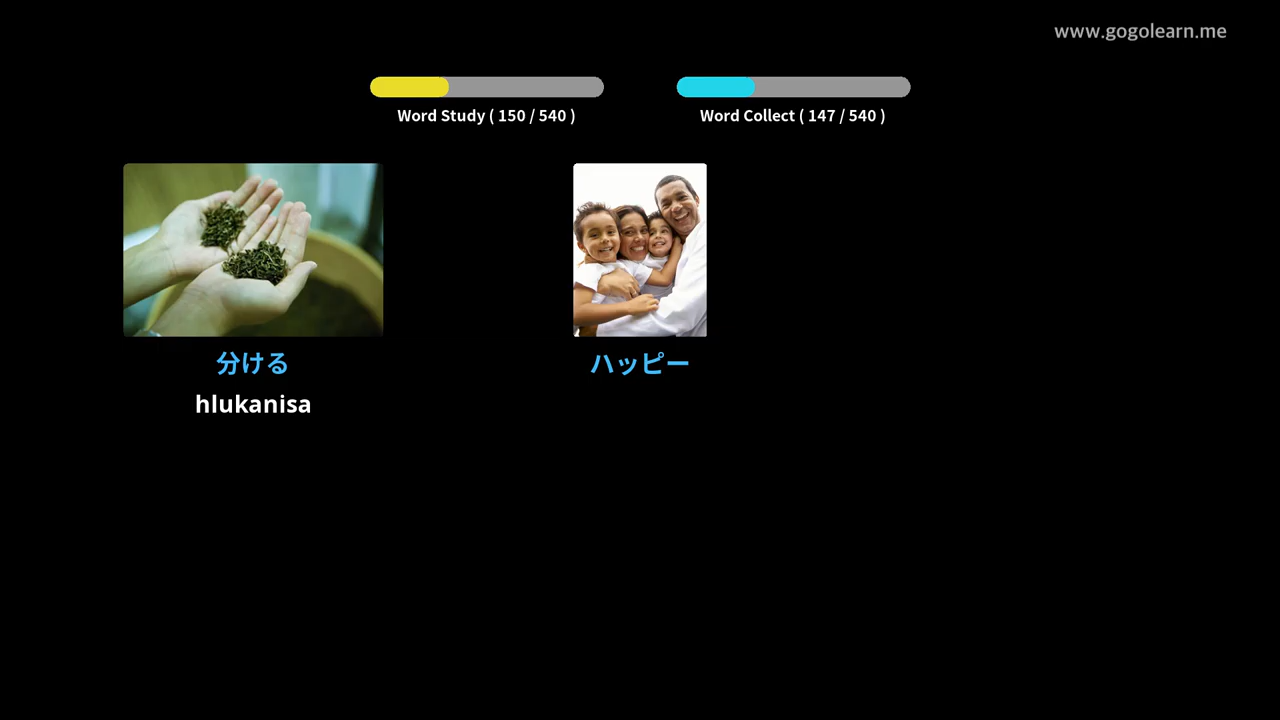 www.gogolearn.me
Word Study ( 150 / 540 )
Word Collect ( 147 / 540 )
分ける
hlukanisa
ハッピー